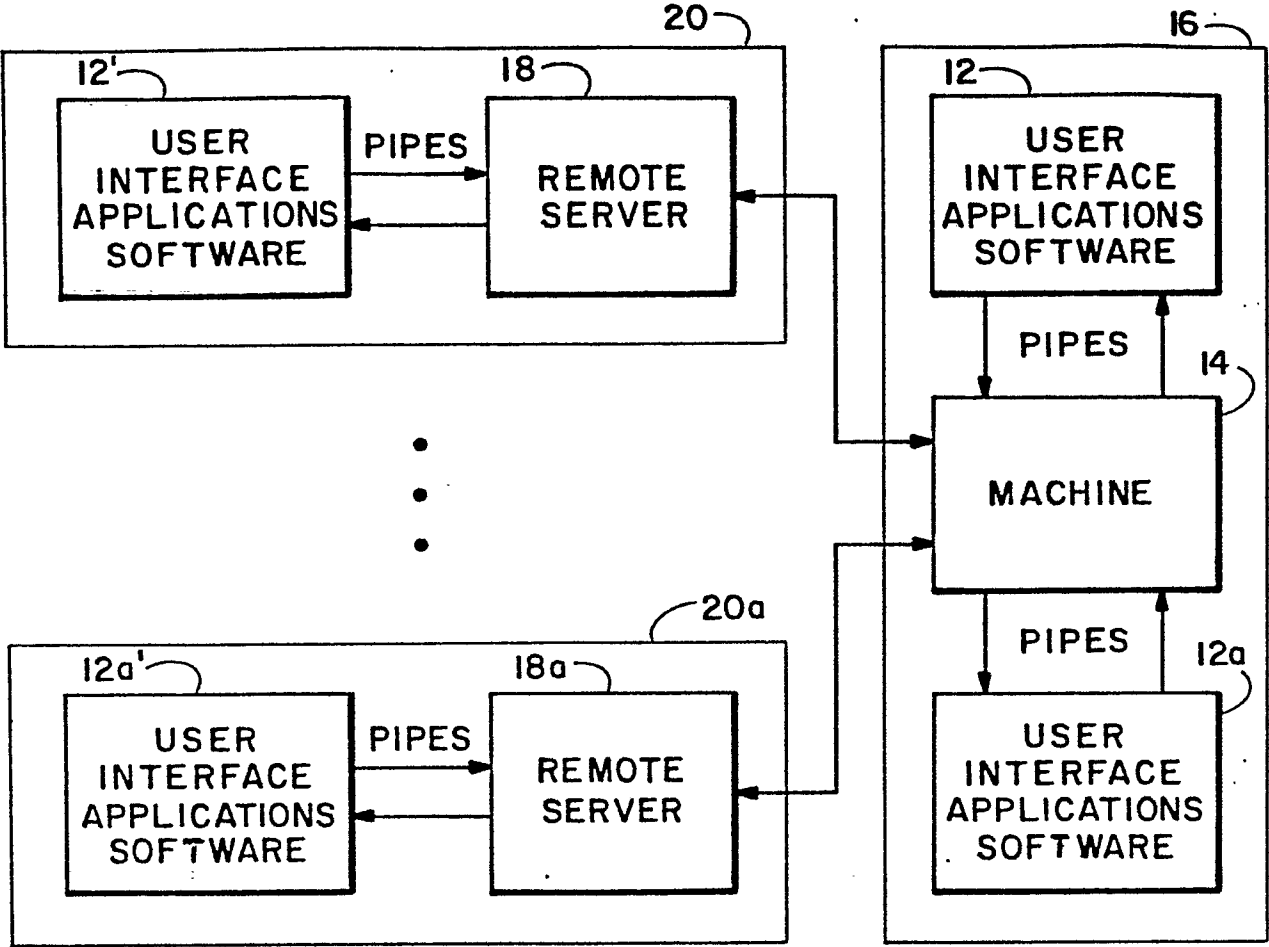 20
12'
USER
INTERFACE
APPLICATIONS
SOFTWARE
PIPES
18
REMOTE
SERVER
16
12
USER
INTERFACE
APPLICATIONS
SOFTWARE
PIPES
14
MACHINE
PIPES
12a
USER
INTERFACE
APPLICATIONS
SOFTWARE
20a
12a'
USER
INTERFACE
APPLICATIONS
SOFTWARE
PIPES
18a
REMOTE
SERVER